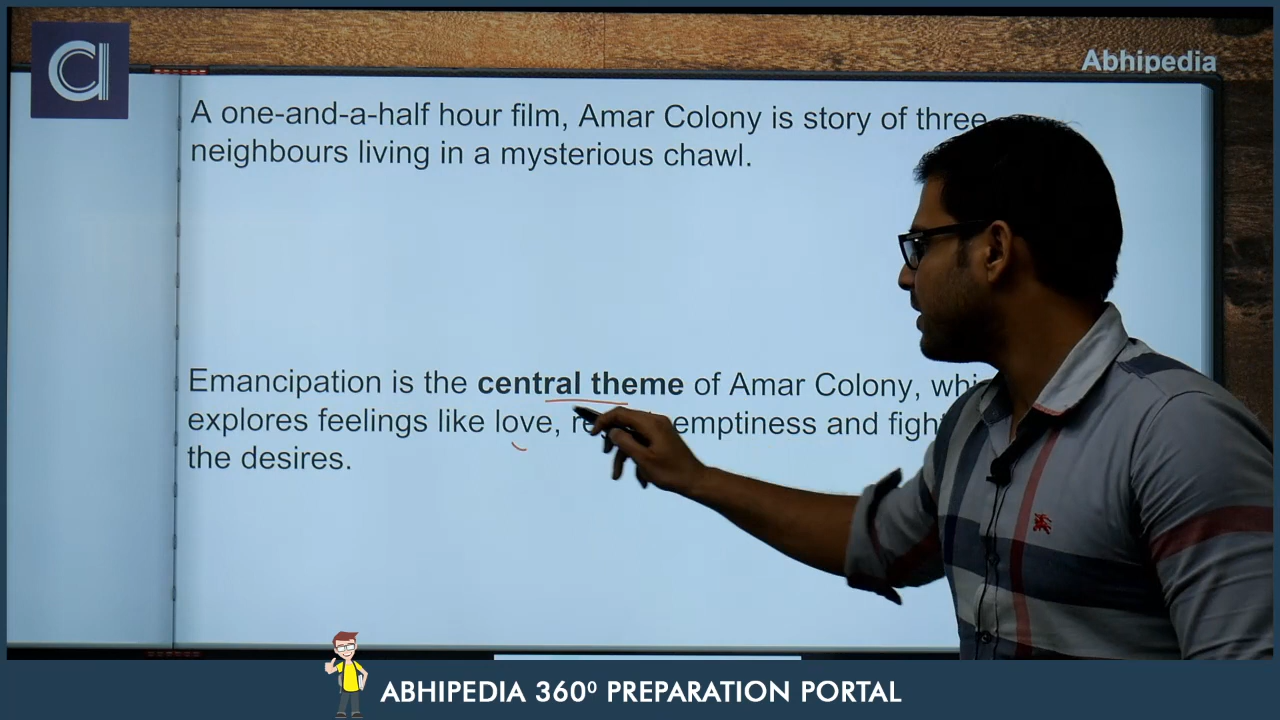 Abhipedia
A one-and-a-half hour film, Amar Colony is story of three
neighbours living in a mysterious chawl.
Emancipation is the central theme of Amar Colony,
explores feelings like love, emptiness and
the desires.
ABHIPEDIA 360⁰ PREPARATION PORTAL